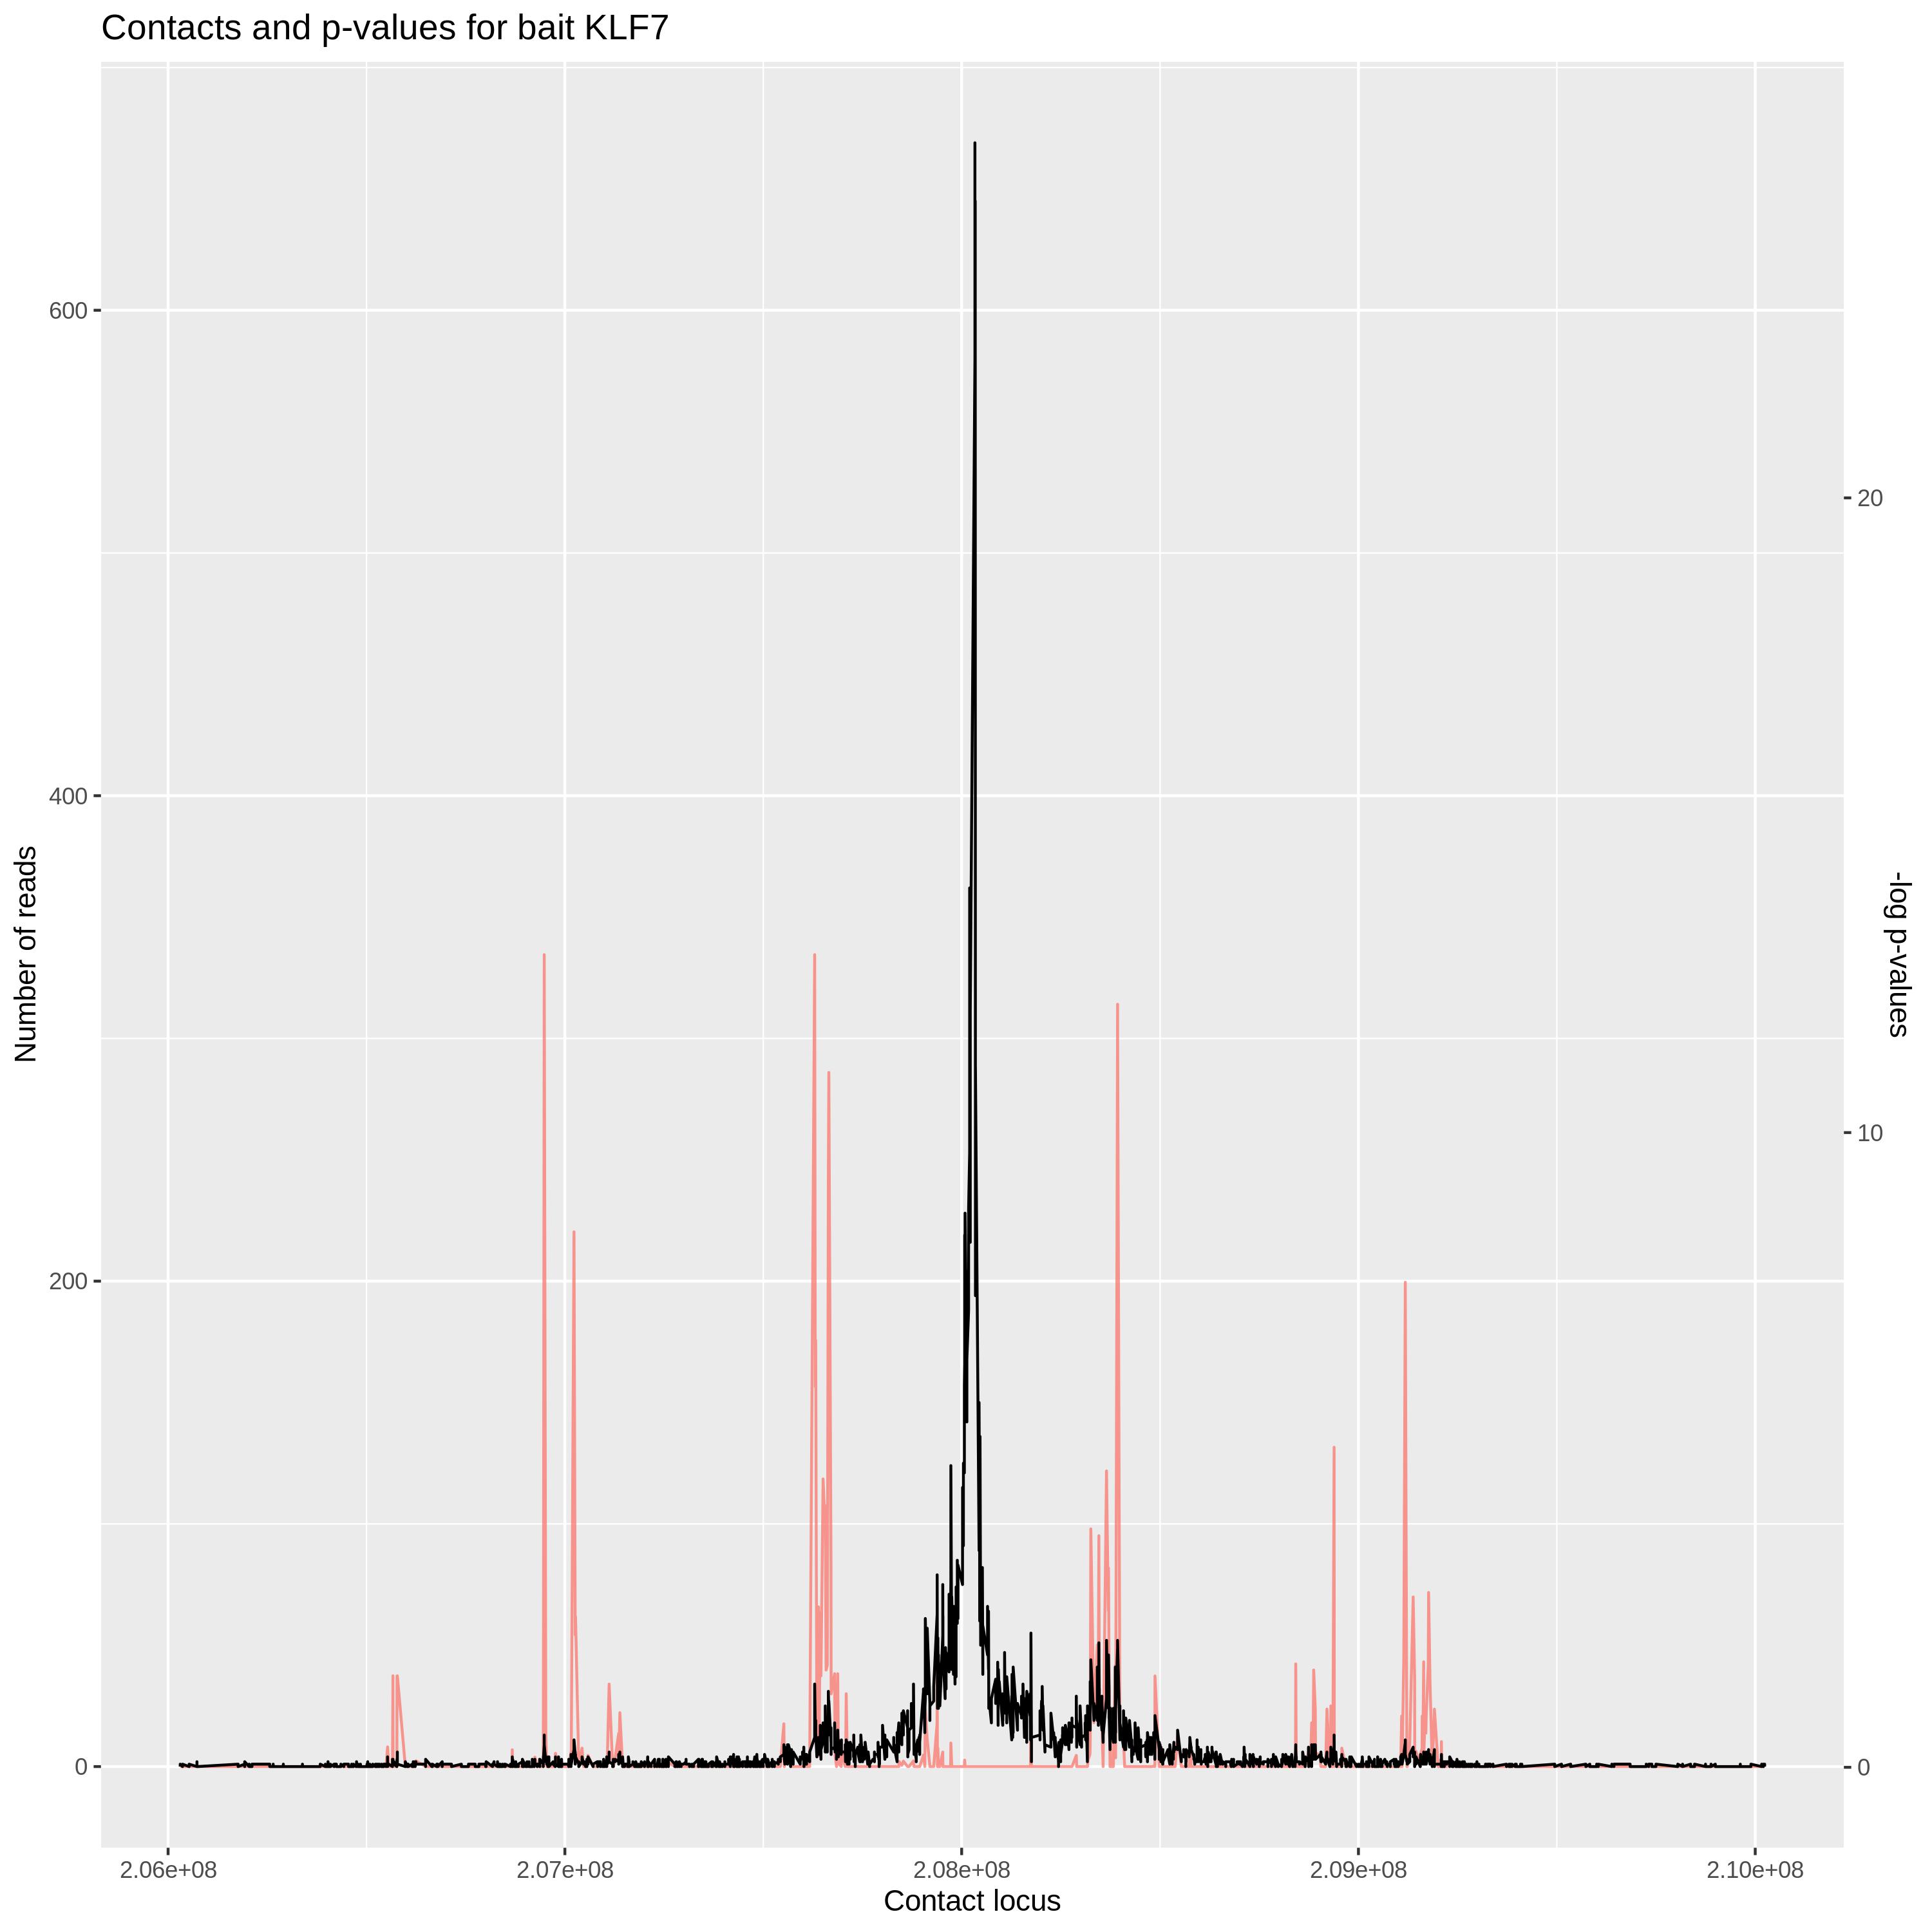 Contacts and p-values for bait KLF7
600
400
200
0
Number of reads
20
10
0
-log p-values
2.06e+08
2.07e+08
2.08e+08
2.09e+08
2.10e+08
Contact locus